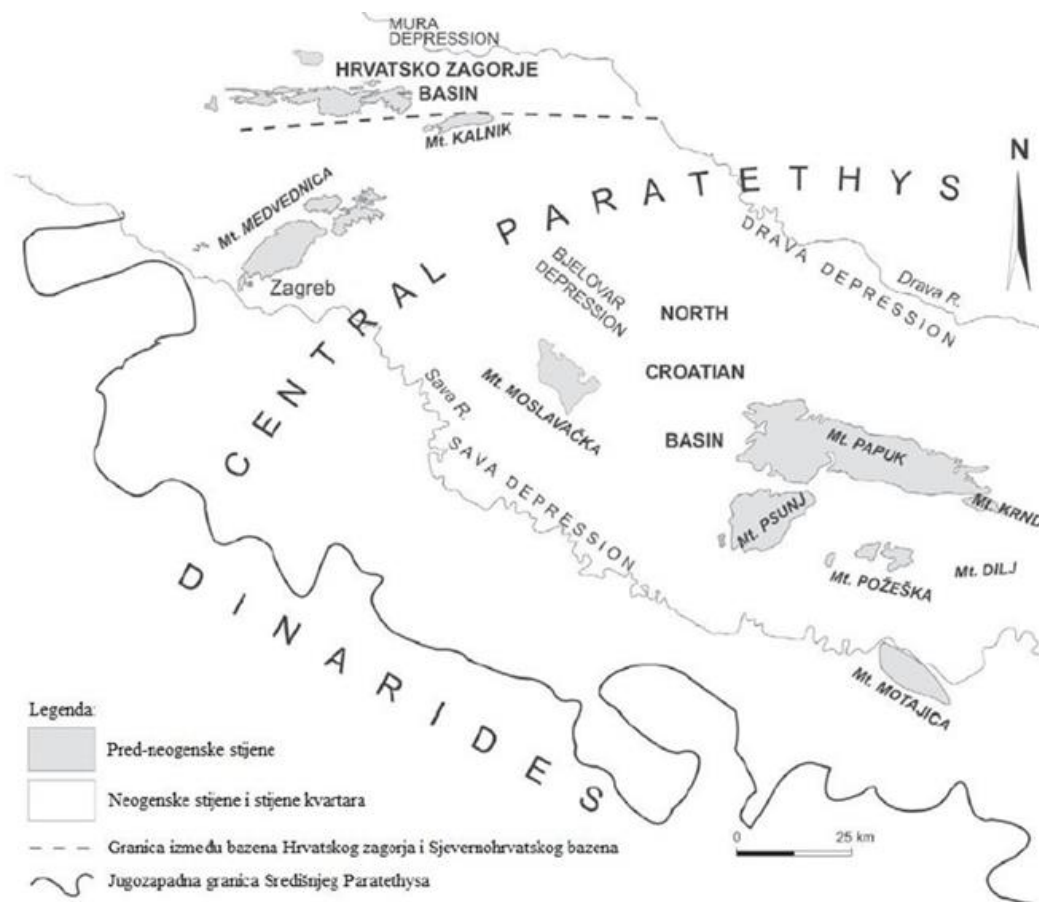 MURA
DEPRESSION
HRVATSKO ZAGORJE
BASIN
Mt. KALNIK
N
Mt. MEDVEDNICA
Zagreb
CENTRAL PARATETHYS
BJELOVAR
DEPRESSION
DRAVA DEPRESSION
Drava R.
NORTH
CROATIAN
BASIN
Sava R.
Mt. MOSLAVAČKA
SAVA DEPRESSION
Mt. PAPUK
Mt. KRND
Mt. PSUNJ
Mt. POŽEŠKA
Mt. DILJ
Mt. MOTAJICA
DINARIDES
Legenda:
Pred-neogenske stijene
Neogenske stijene i stijene kvartara
Granica između bazena Hrvatskog zagorja i Sjevernohrvatskog bazena
Jugozapadna granica Središnjeg Paratethysa
0 25 km